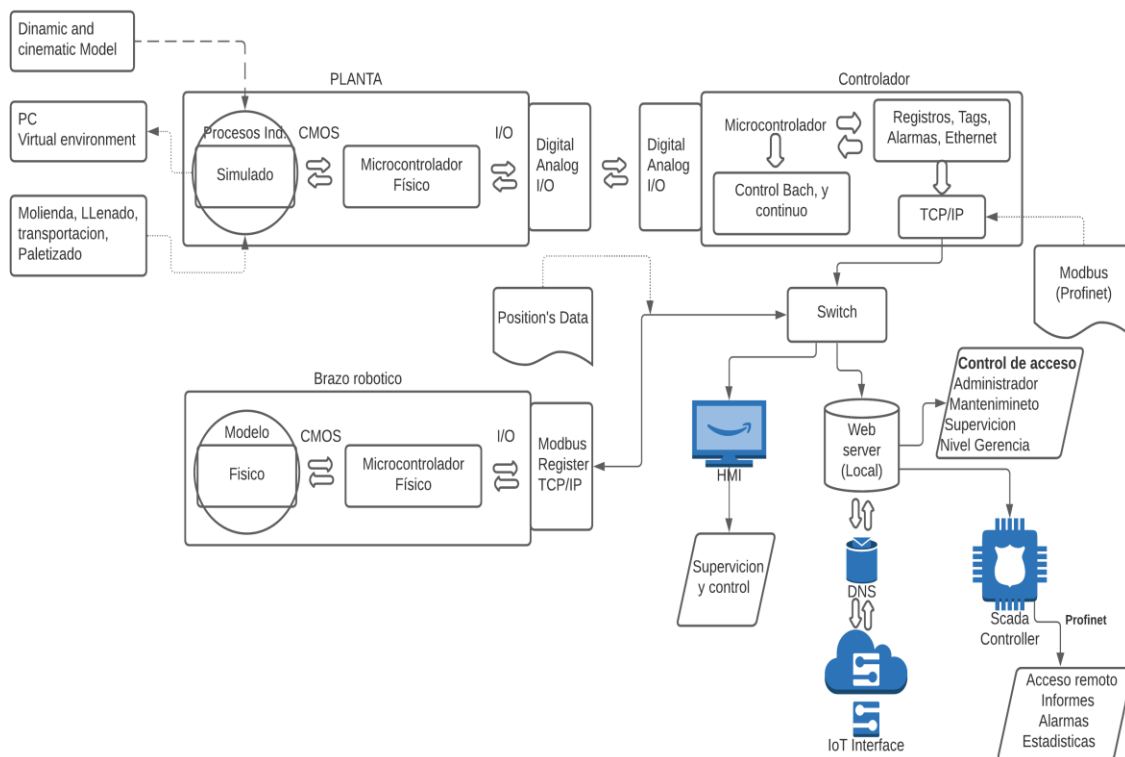 Dinamic and
cinematic Model
PLANTA
Controlador
PC
Virtual environment
Procesos Ind.
CMOS
I/O
Simulado
Microcontrolador
Físico
Digital
Analog
I/O
Digital
Analog
I/O
Microcontrolador
Registros, Tags,
Alarmas, Ethernet
Control Bach, y
continuo
TCP/IP
Molienda, LLenado,
transportacion,
Paletizado
Modbus
(Profinet)
Position's Data
Switch
Brazo robotico
Control de acceso
Administrador
Mantenimineto
Supervicion
Nivel Gerencia
Modelo
CMOS
I/O
Fisico
Microcontrolador
Físico
Modbus
Register
TCP/IP
HMI
Web
server
(Local)
Supervicion
y control
DNS
Scada
Controller
Profinet
IoT Interface
Acceso remoto
Informes
Alarmas
Estadisticas